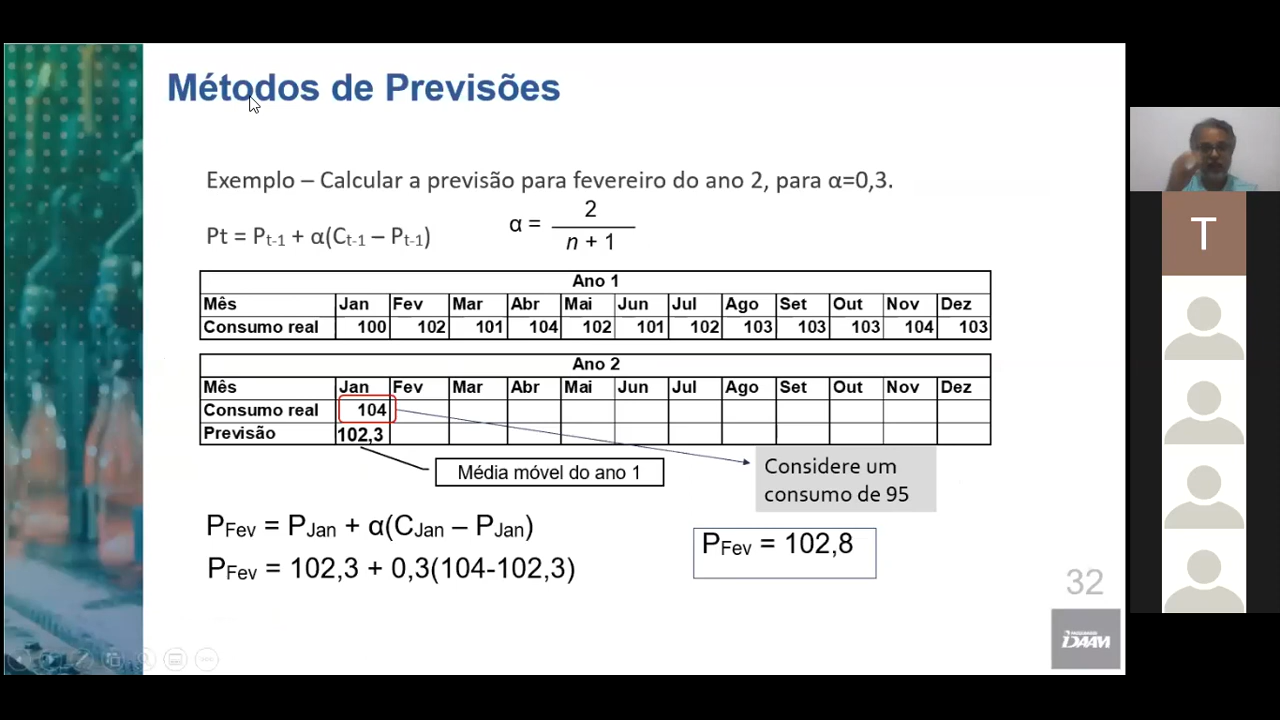 Métodos de Previsões
Exemplo – Calcular a previsão para fevereiro do ano 2, para α=0,3.
Pt = Pt-1 + α(Ct-1 – Pt-1)
α = 2 / n + 1
Ano 1
Mês Jan Fev Mar Abr Mai Jun Jul Ago Set Out Nov Dez
Consumo real 100 102 101 104 102 101 102 103 103 103 104 103
Ano 2
Mês Jan Fev Mar Abr Mai Jun Jul Ago Set Out Nov Dez
Consumo real 104
Previsão 102,3
Média móvel do ano 1
Considere um
consumo de 95
PFev = PJan + α(CJan – PJan)
PFev = 102,3 + 0,3(104-102,3)
PFev = 102,8
32
IDAAM
T